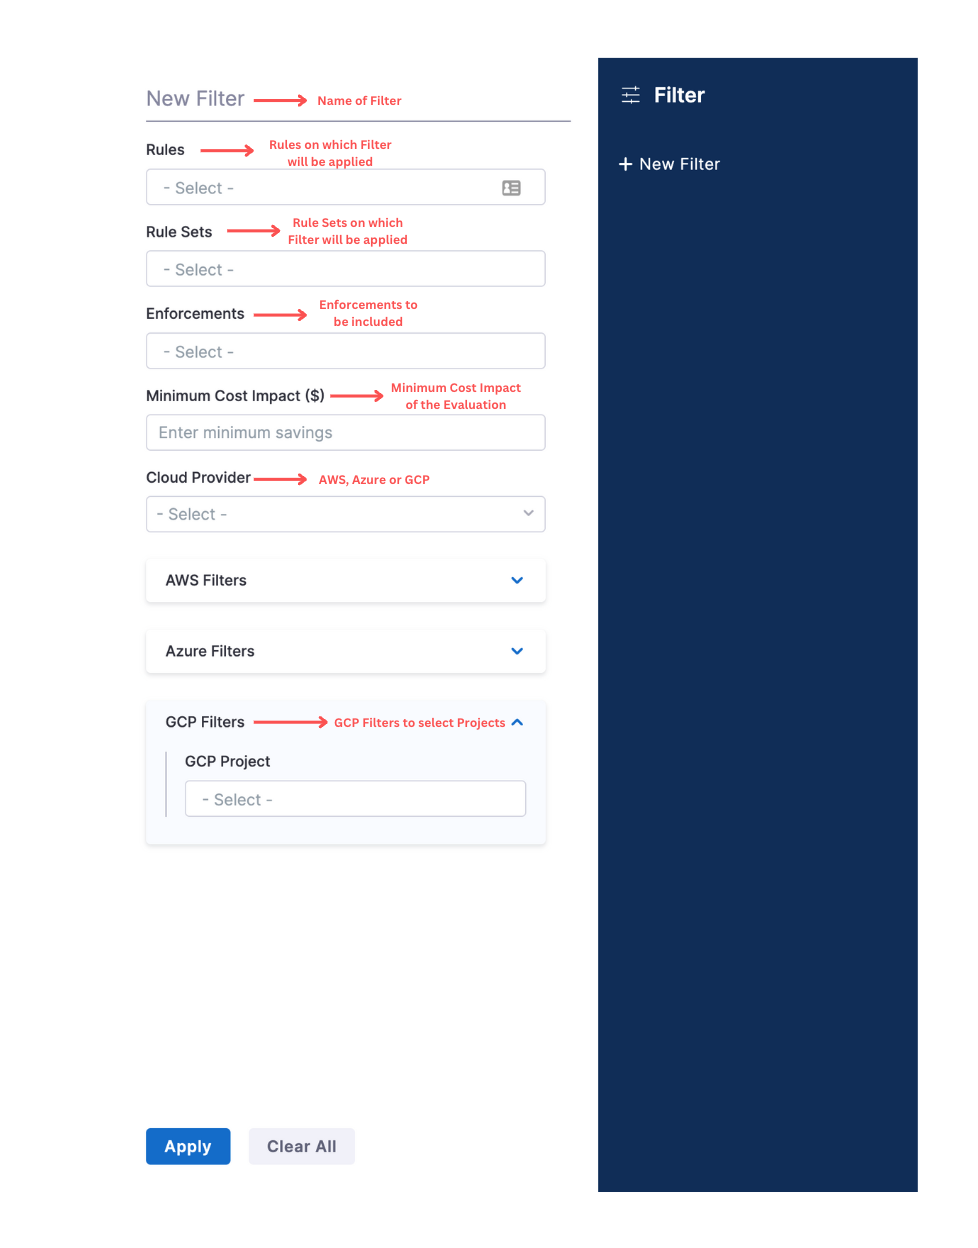 New Filter
Name of Filter
Rules
Rules on which Filter
will be applied
- Select -
Rule Sets
Rule Sets on which
Filter will be applied
- Select -
Enforcements
Enforcements to
be included
- Select -
Minimum Cost Impact ($)
Minimum Cost Impact
of the Evaluation
Enter minimum savings
Cloud Provider
AWS, Azure or GCP
- Select -
AWS Filters
Azure Filters
GCP Filters
GCP Filters to select Projects
GCP Project
- Select -
Apply
Clear All
Filter
+ New Filter